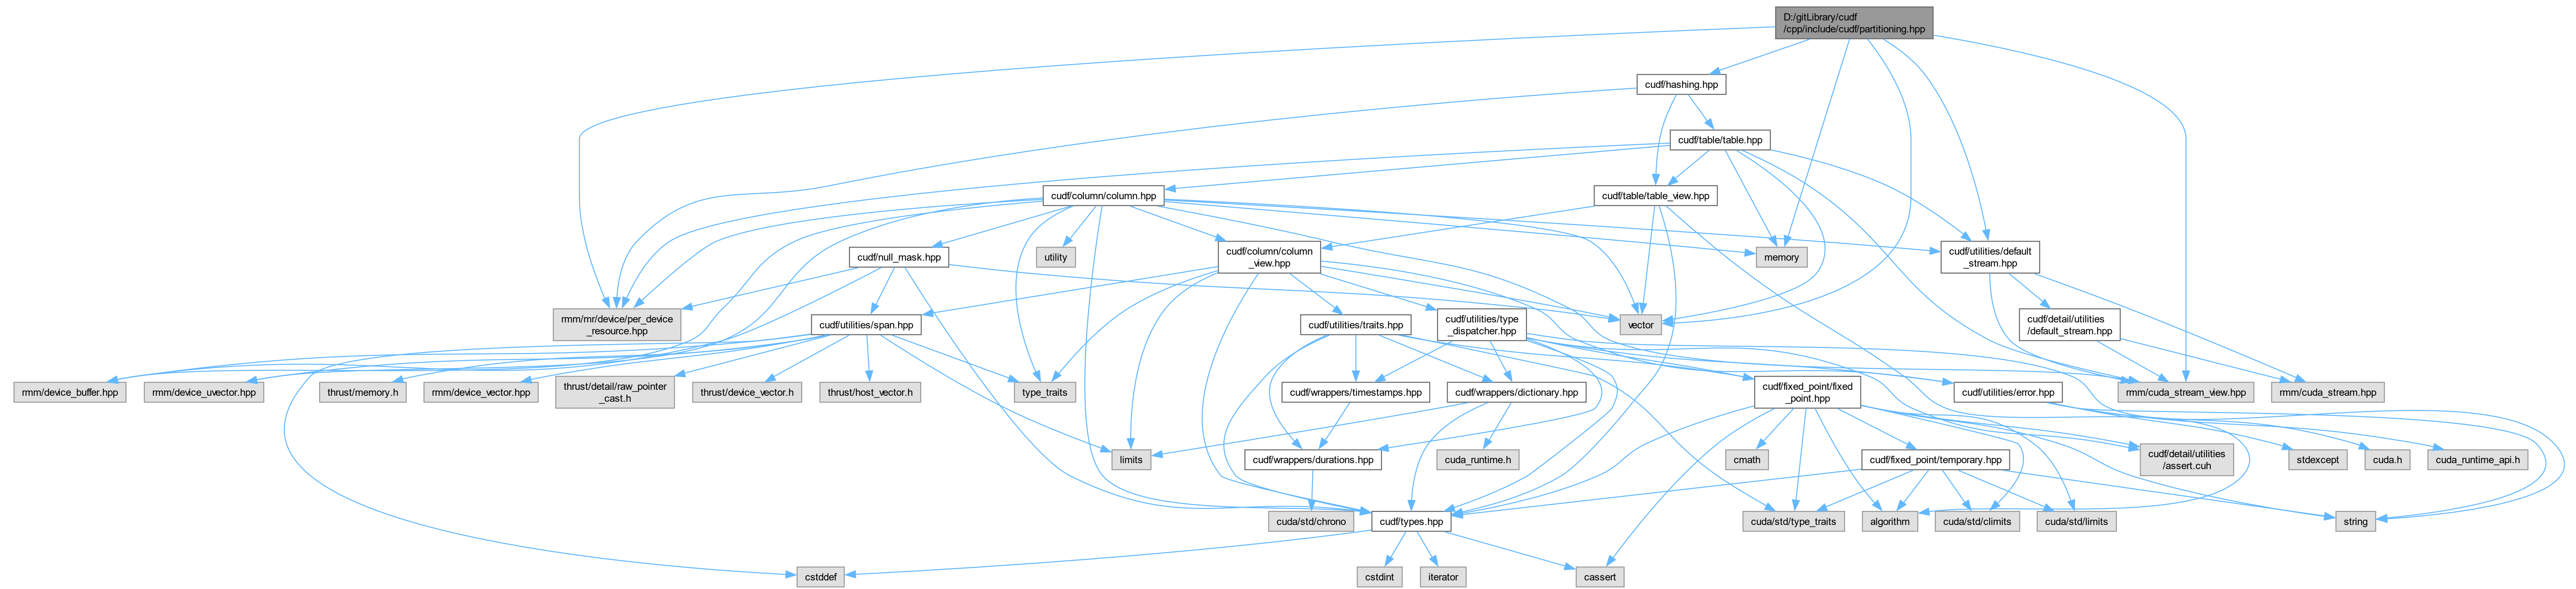 D:/gitLibrary/cudf
/cpp/include/cudf/partitioning.hpp
cudf/hashing.hpp
cudf/table/table.hpp
cudf/column/column.hpp
cudf/table/table_view.hpp
cudf/null_mask.hpp
utility
cudf/column/column
_view.hpp
memory
cudf/utilities/default
_stream.hpp
rmm/mr/device/per_device
_resource.hpp
cudf/utilities/span.hpp
cudf/utilities/traits.hpp
cudf/utilities/type
_dispatcher.hpp
vector
cudf/detail/utilities
/default_stream.hpp
rmm/device_buffer.hpp
rmm/device_uvector.hpp
thrust/memory.h
rmm/device_vector.hpp
thrust/detail/raw_pointer
_cast.h
thrust/device_vector.h
thrust/host_vector.h
type_traits
cudf/wrappers/timestamps.hpp
cudf/wrappers/dictionary.hpp
cudf/fixed_point/fixed
_point.hpp
cudf/utilities/error.hpp
rmm/cuda_stream_view.hpp
rmm/cuda_stream.hpp
limits
cudf/wrappers/durations.hpp
cuda_runtime.h
cmath
cudf/fixed_point/temporary.hpp
cudf/detail/utilities
/assert.cuh
stdexcept
cuda.h
cuda_runtime_api.h
cuda/std/chrono
cudf/types.hpp
cuda/std/type_traits
algorithm
cuda/std/climits
cuda/std/limits
string
cstddef
cstdint
iterator
cassert